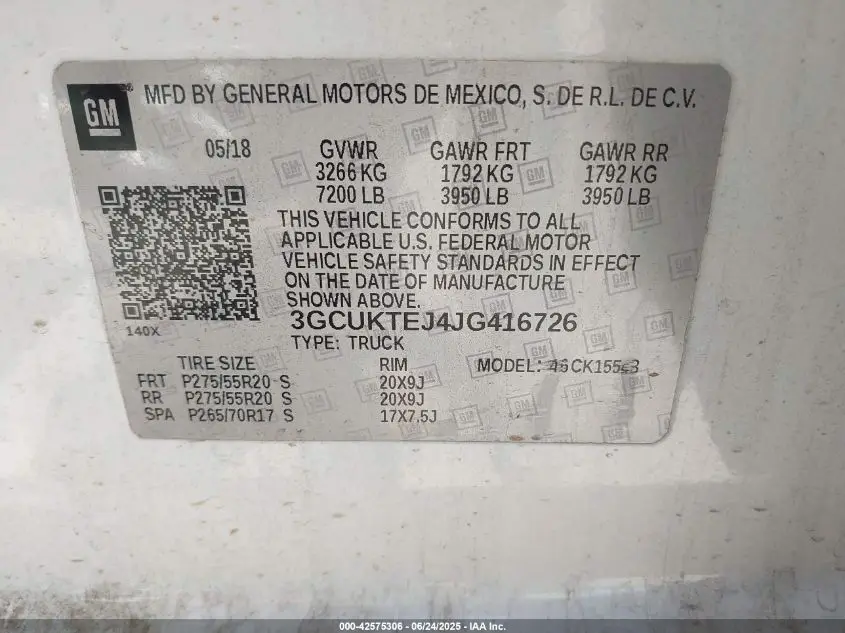 GM
MFD BY GENERAL MOTORS DE MEXICO, S. DE R.L. DE C.V.
05/18 GVWR GAWR FRT GAWR RR
3266 KG 1792 KG 1792 KG
7200 LB 3950 LB 3950 LB
THIS VEHICLE CONFORMS TO ALL
APPLICABLE U.S. FEDERAL MOTOR
VEHICLE SAFETY STANDARDS IN EFFECT
ON THE DATE OF MANUFACTURE
SHOWN ABOVE.
140X
3GCUKTEJ4JG416726
TYPE: TRUCK
TIRE SIZE RIM MODEL:
FRT P275/55R20 S 20X9J
RR P275/55R20 S 20X9J
SPA P265/70R17 S 17X7,5J
000-42575306 - 06/24/2025 - IAA Inc.